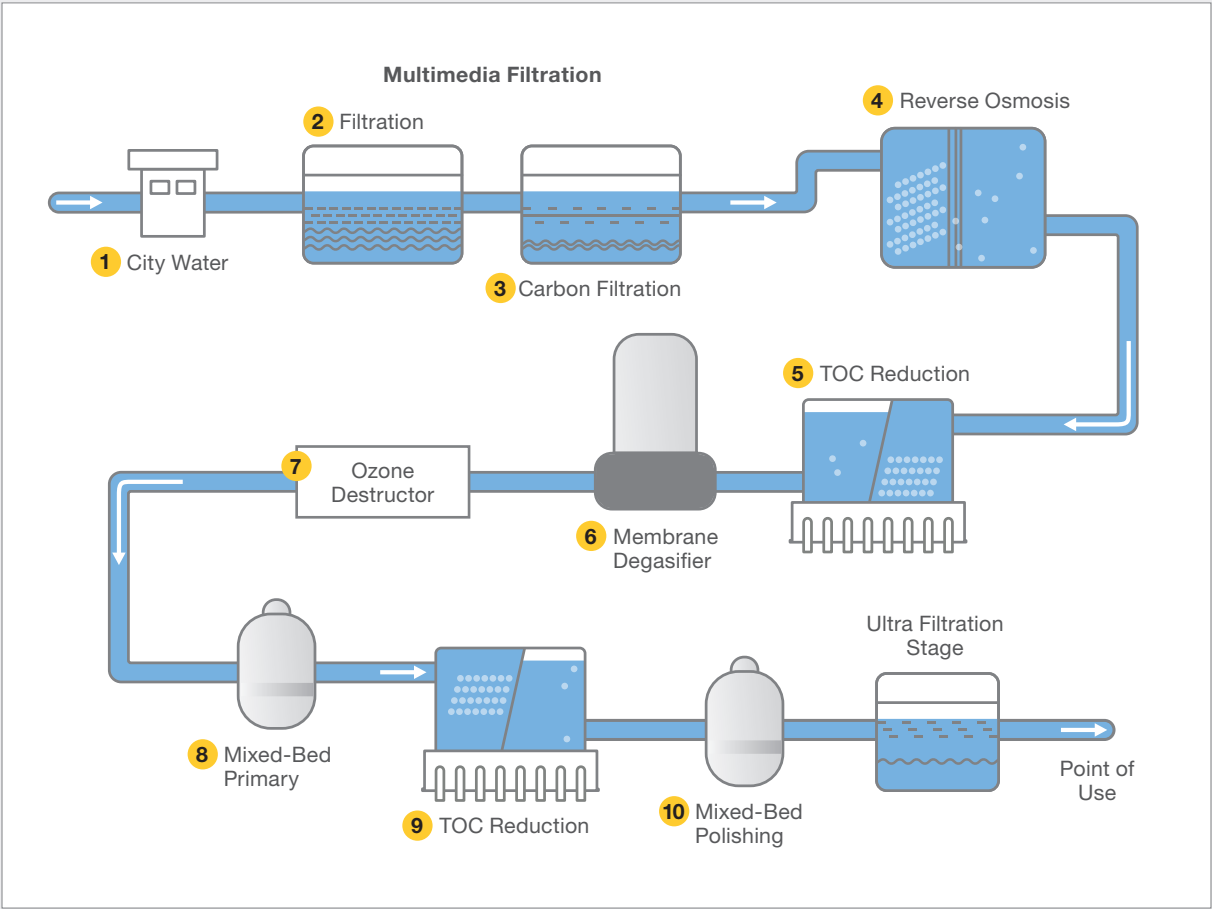 Multimedia Filtration
2 Filtration
4 Reverse Osmosis
1 City Water
3 Carbon Filtration
5 TOC Reduction
7 Ozone
Destructor
6 Membrane
Degasifier
8 Mixed-Bed
Primary
9 TOC Reduction
10 Mixed-Bed
Polishing
Ultra Filtration
Stage
Point of
Use